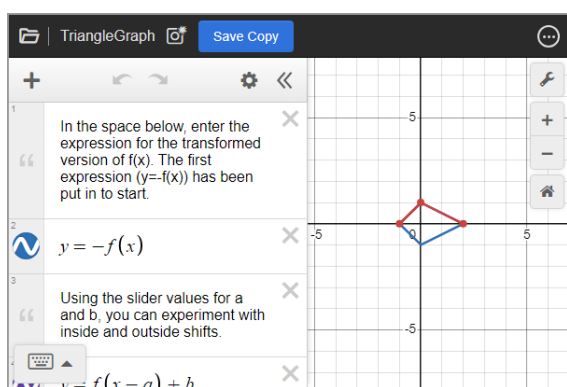 TriangleGraph
Save Copy
1
In the space below, enter the
expression for the transformed
version of f(x). The first
expression (y=-f(x)) has been
put in to start.
2
y = −f(x)
3
Using the slider values for a
and b, you can experiment with
inside and outside shifts.
y = f(x − a) + b
5
-5
0
5
-5